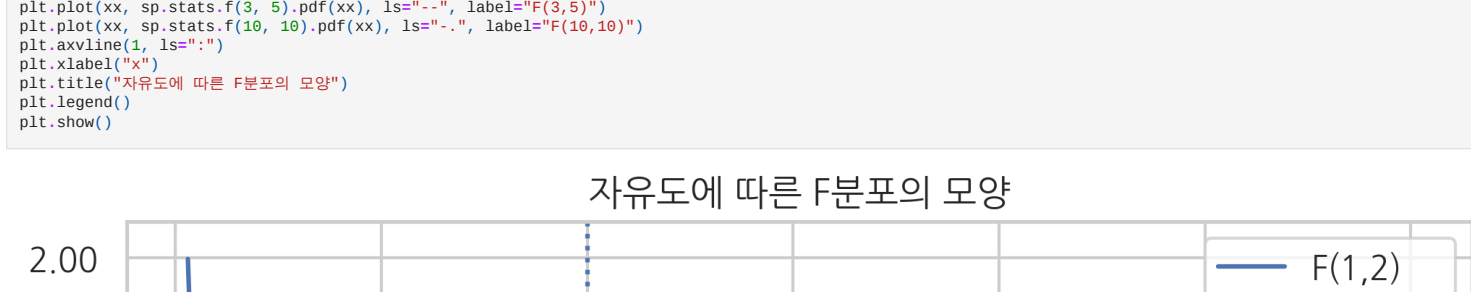 plt.plot(xx, sp.stats.f(3, 5).pdf(xx), ls="--", label="F(3,5)")
plt.plot(xx, sp.stats.f(10, 10).pdf(xx), ls="-.", label="F(10,10)")
plt.axvline(1, ls=":")
plt.xlabel("x")
plt.title("자유도에 따른 F분포의 모양")
plt.legend()
plt.show()
자유도에 따른 F분포의 모양
2.00
F(1,2)